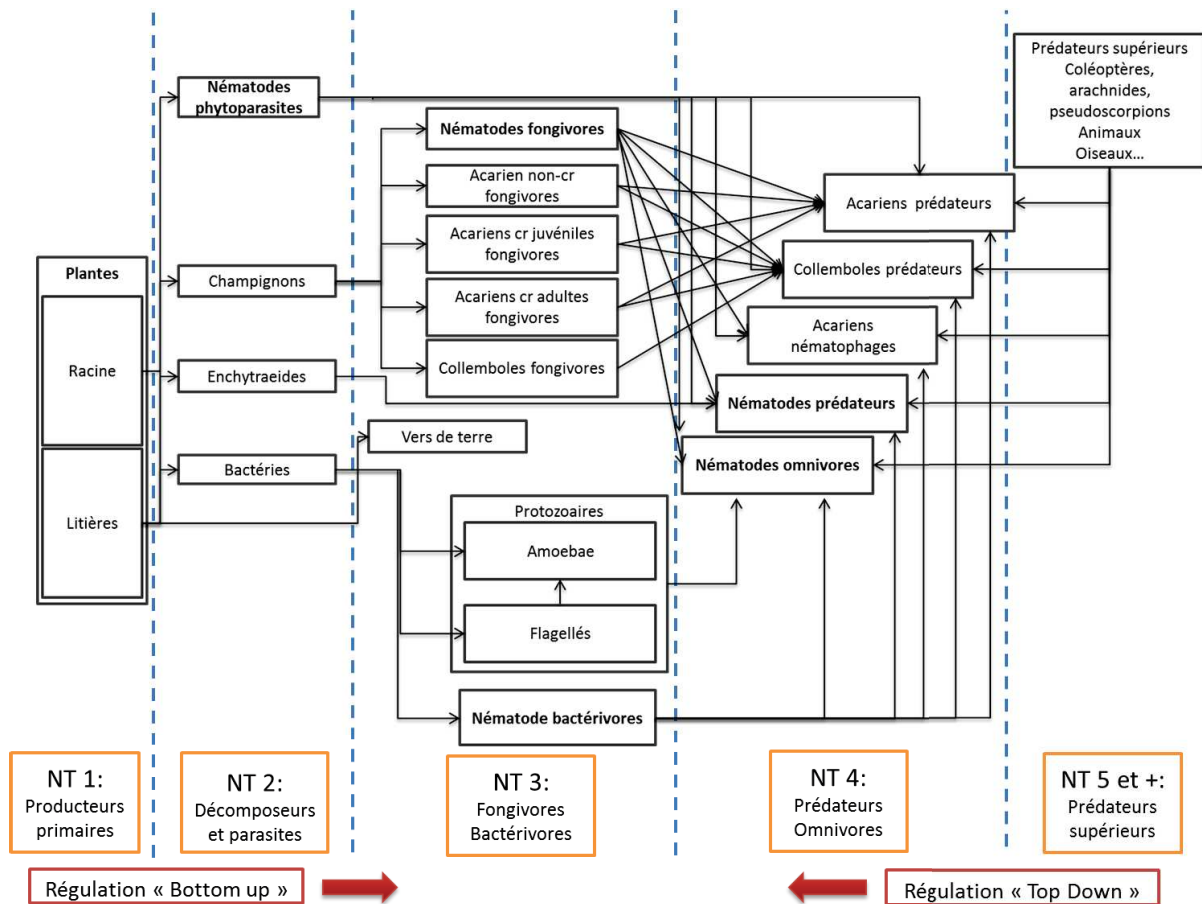 Plantes
Racine
Litières
Nématodes
phytoparasites
Champignons
Enchytraeides
Bactéries
Nématodes fongivores
Acarien non-cr
fongivores
Acariens cr juvéniles
fongivores
Acariens cr adultes
fongivores
Collemboles fongivores
Vers de terre
Protozoaires
Amoebae
Flagellés
Nématode bactérivores
Acariens prédateurs
Collemboles prédateurs
Acariens
nématophages
Nématodes prédateurs
Nématodes omnivores
Prédateurs supérieurs
Coléoptères,
arachnides,
pseudoscorpions
Animaux
Oiseaux...
NT 1:
Producteurs
primaires
NT 2:
Décomposeurs
et parasites
NT 3:
Fongivores
Bactérivores
NT 4:
Prédateurs
Omnivores
NT 5 et +:
Prédateurs
supérieurs
Régulation « Bottom up »
Régulation « Top Down »